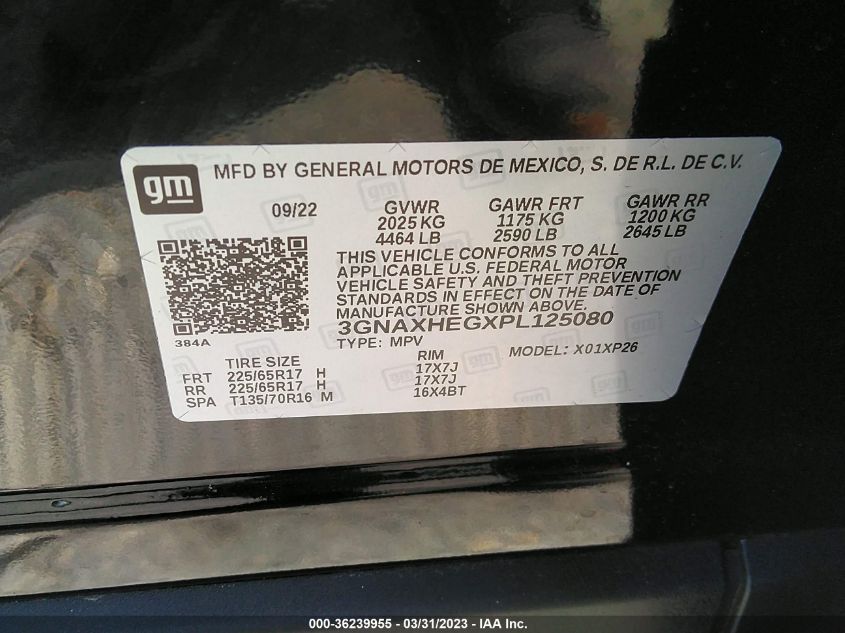 gm
MFD BY GENERAL MOTORS DE MEXICO, S. DE R.L. DE C.V.
09/22 GVWR GAWR FRT GAWR RR
2025 KG 1175 KG 1200 KG
4464 LB 2590 LB 2645 LB
THIS VEHICLE CONFORMS TO ALL
APPLICABLE U.S. FEDERAL MOTOR
VEHICLE SAFETY AND THEFT PREVENTION
STANDARDS IN EFFECT ON THE DATE OF
MANUFACTURE SHOWN ABOVE.
384A 3GNAXHEGXPL125080
TYPE: MPV MODEL: X01XP26
TIRE SIZE RIM
FRT 225/65R17 H 17X7J
RR 225/65R17 H 17X7J
SPA T135/70R16 M 16X4BT
000-36239955 - 03/31/2023 - IAA Inc.